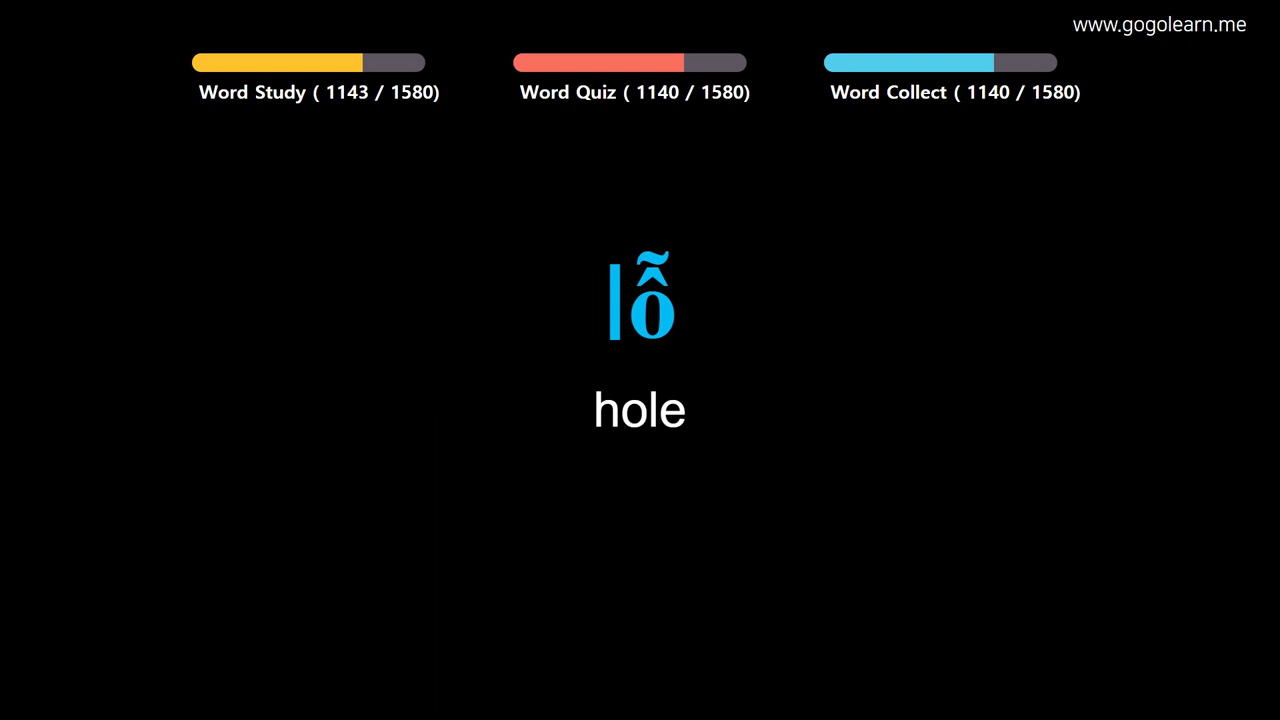 www.gogolearn.me
Word Study ( 1143 / 1580)
Word Quiz ( 1140 / 1580)
Word Collect ( 1140 / 1580)
lỗ
hole